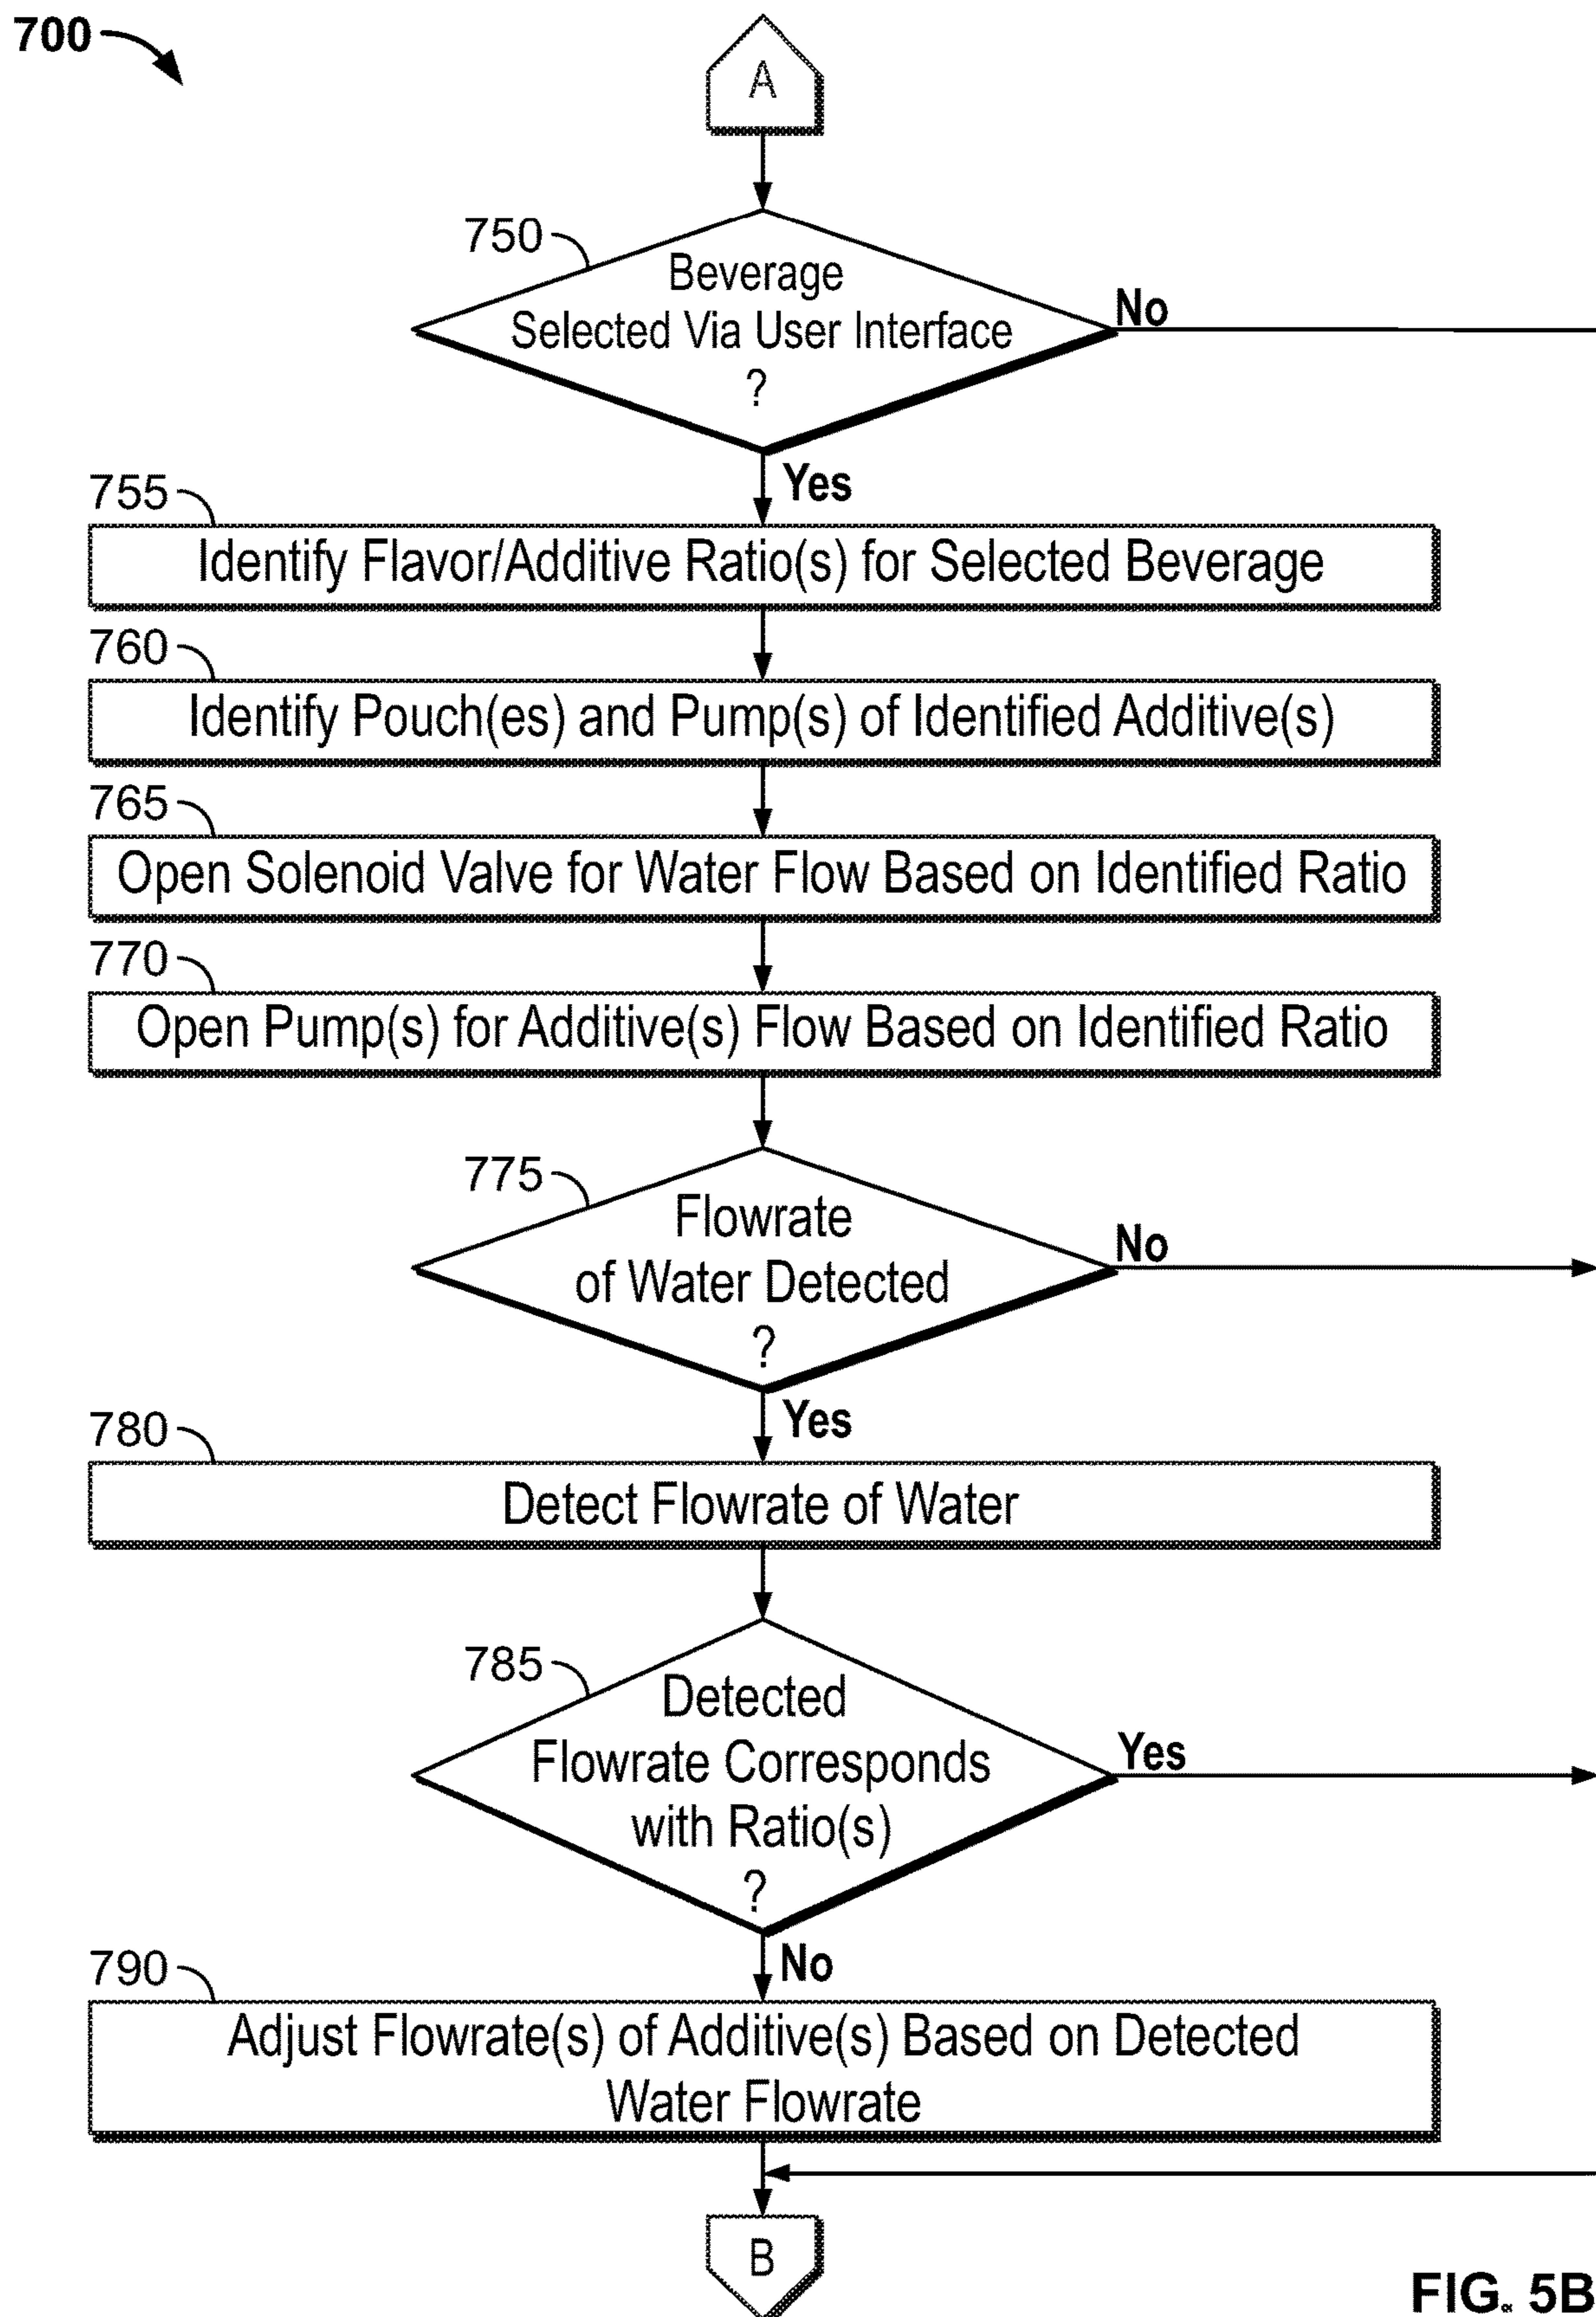 700
A
750
Beverage
Selected Via User Interface
?
No
Yes
755
Identify Flavor/Additive Ratio(s) for Selected Beverage
760
Identify Pouch(es) and Pump(s) of Identified Additive(s)
765
Open Solenoid Valve for Water Flow Based on Identified Ratio
770
Open Pump(s) for Additive(s) Flow Based on Identified Ratio
775
Flowrate
of Water Detected
?
No
Yes
780
Detect Flowrate of Water
785
Detected
Flowrate Corresponds
with Ratio(s)
?
Yes
No
790
Adjust Flowrate(s) of Additive(s) Based on Detected
Water Flowrate
B
FIG. 5B